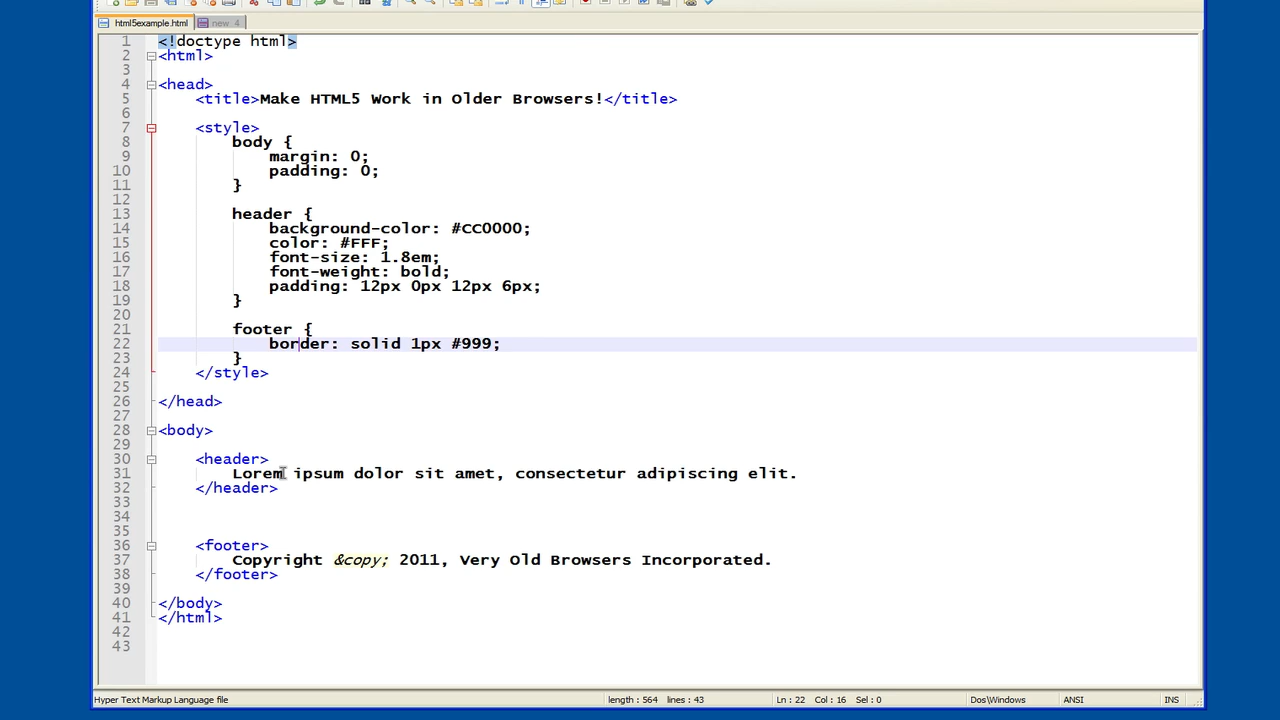 html5example.html new 4
1 <!doctype html>
2 <html>
3
4 <head>
5 <title>Make HTML5 Work in Older Browsers!</title>
6
7 <style>
8 body {
9 margin: 0;
10 padding: 0;
11 }
12
13 header {
14 background-color: #CC0000;
15 color: #FFF;
16 font-size: 1.8em;
17 font-weight: bold;
18 padding: 12px 0px 12px 6px;
19 }
20
21 footer {
22 border: solid 1px #999;
23 }
24 </style>
25
26 </head>
27
28 <body>
29
30 <header>
31 Lorem ipsum dolor sit amet, consectetur adipiscing elit.
32 </header>
33
34
35
36 <footer>
37 Copyright &copy; 2011, Very Old Browsers Incorporated.
38 </footer>
39
40 </body>
41 </html>
42
43
Hyper Text Markup Language file length : 564 lines : 43 Ln : 22 Col : 16 Sel : 0 Dos\Windows ANSI INS